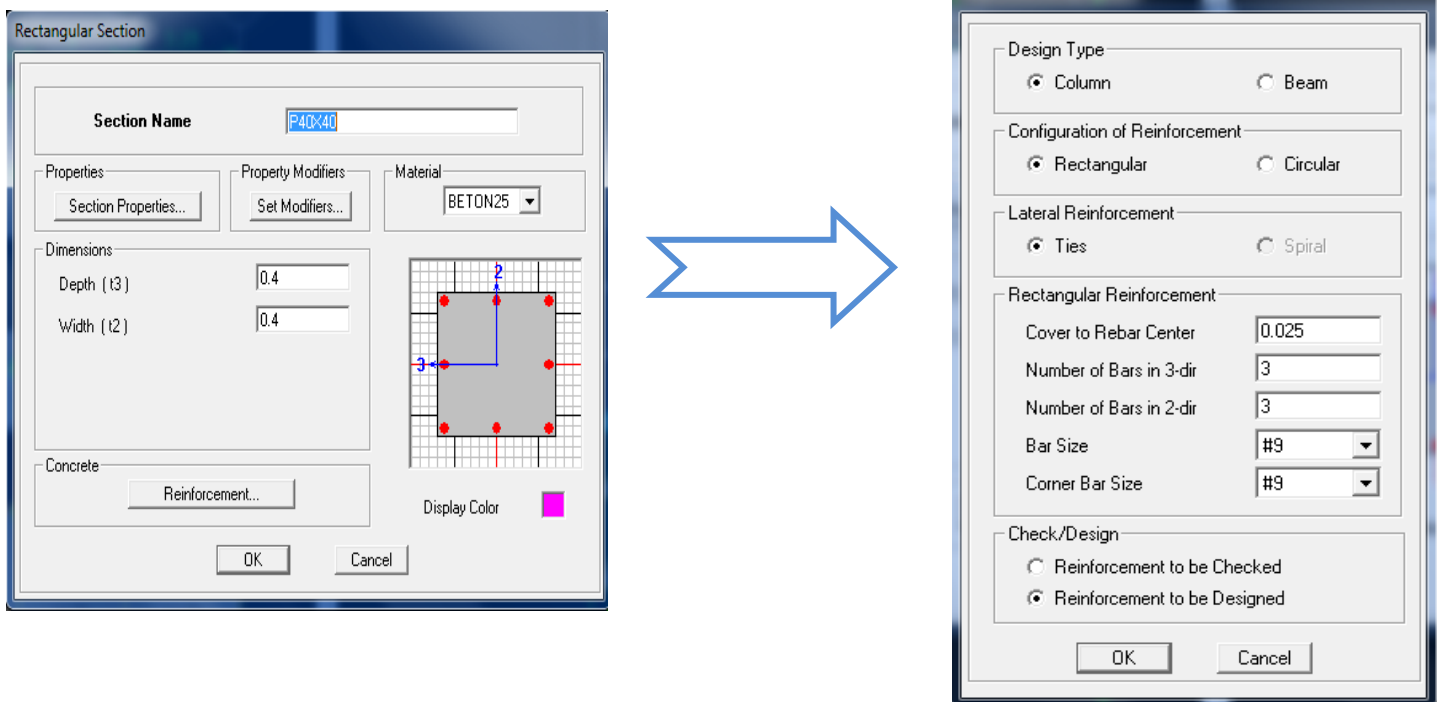 Rectangular Section
Section Name
P40X40
Properties
Section Properties...
Property Modifiers
Set Modifiers...
Material
BETON25
Dimensions
Depth ( t3 )
0.4
Width ( t2 )
0.4
2
3
Concrete
Reinforcement...
Display Color
OK
Cancel
Design Type
Column
Beam
Configuration of Reinforcement
Rectangular
Circular
Lateral Reinforcement
Ties
Spiral
Rectangular Reinforcement
Cover to Rebar Center
0.025
Number of Bars in 3-dir
3
Number of Bars in 2-dir
3
Bar Size
#9
Corner Bar Size
#9
Check/Design
Reinforcement to be Checked
Reinforcement to be Designed
OK
Cancel